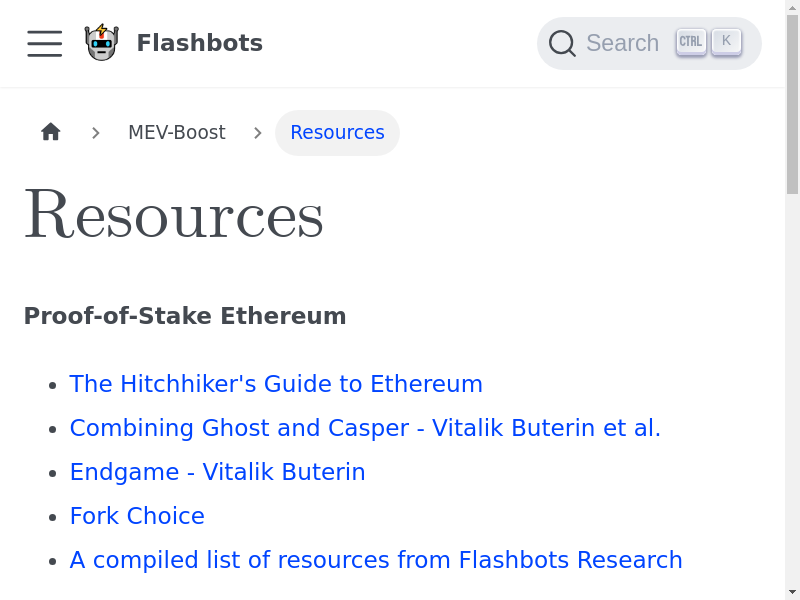 Flashbots
Search CTRL K
MEV-Boost
Resources
Resources
Proof-of-Stake Ethereum
The Hitchhiker's Guide to Ethereum
Combining Ghost and Casper - Vitalik Buterin et al.
Endgame - Vitalik Buterin
Fork Choice
A compiled list of resources from Flashbots Research